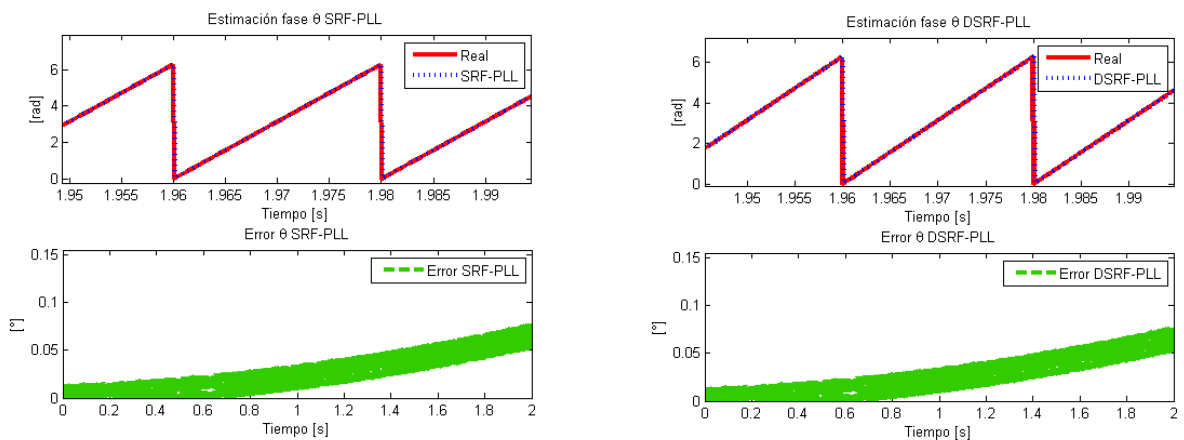 Estimación fase θ SRF-PLL
6
4
2
0
[rad]
Real
SRF-PLL
1.95 1.955 1.96 1.965 1.97 1.975 1.98 1.985 1.99
Tiempo [s]
Error θ SRF-PLL
0.15
0.1
0.05
0
[°]
Error SRF-PLL
0 0.2 0.4 0.6 0.8 1 1.2 1.4 1.6 1.8 2
Tiempo [s]
Estimación fase θ DSRF-PLL
6
4
2
0
[rad]
Real
DSRF-PLL
1.95 1.955 1.96 1.965 1.97 1.975 1.98 1.985 1.99
Tiempo [s]
Error θ DSRF-PLL
0.15
0.1
0.05
0
[°]
Error DSRF-PLL
0 0.2 0.4 0.6 0.8 1 1.2 1.4 1.6 1.8 2
Tiempo [s]